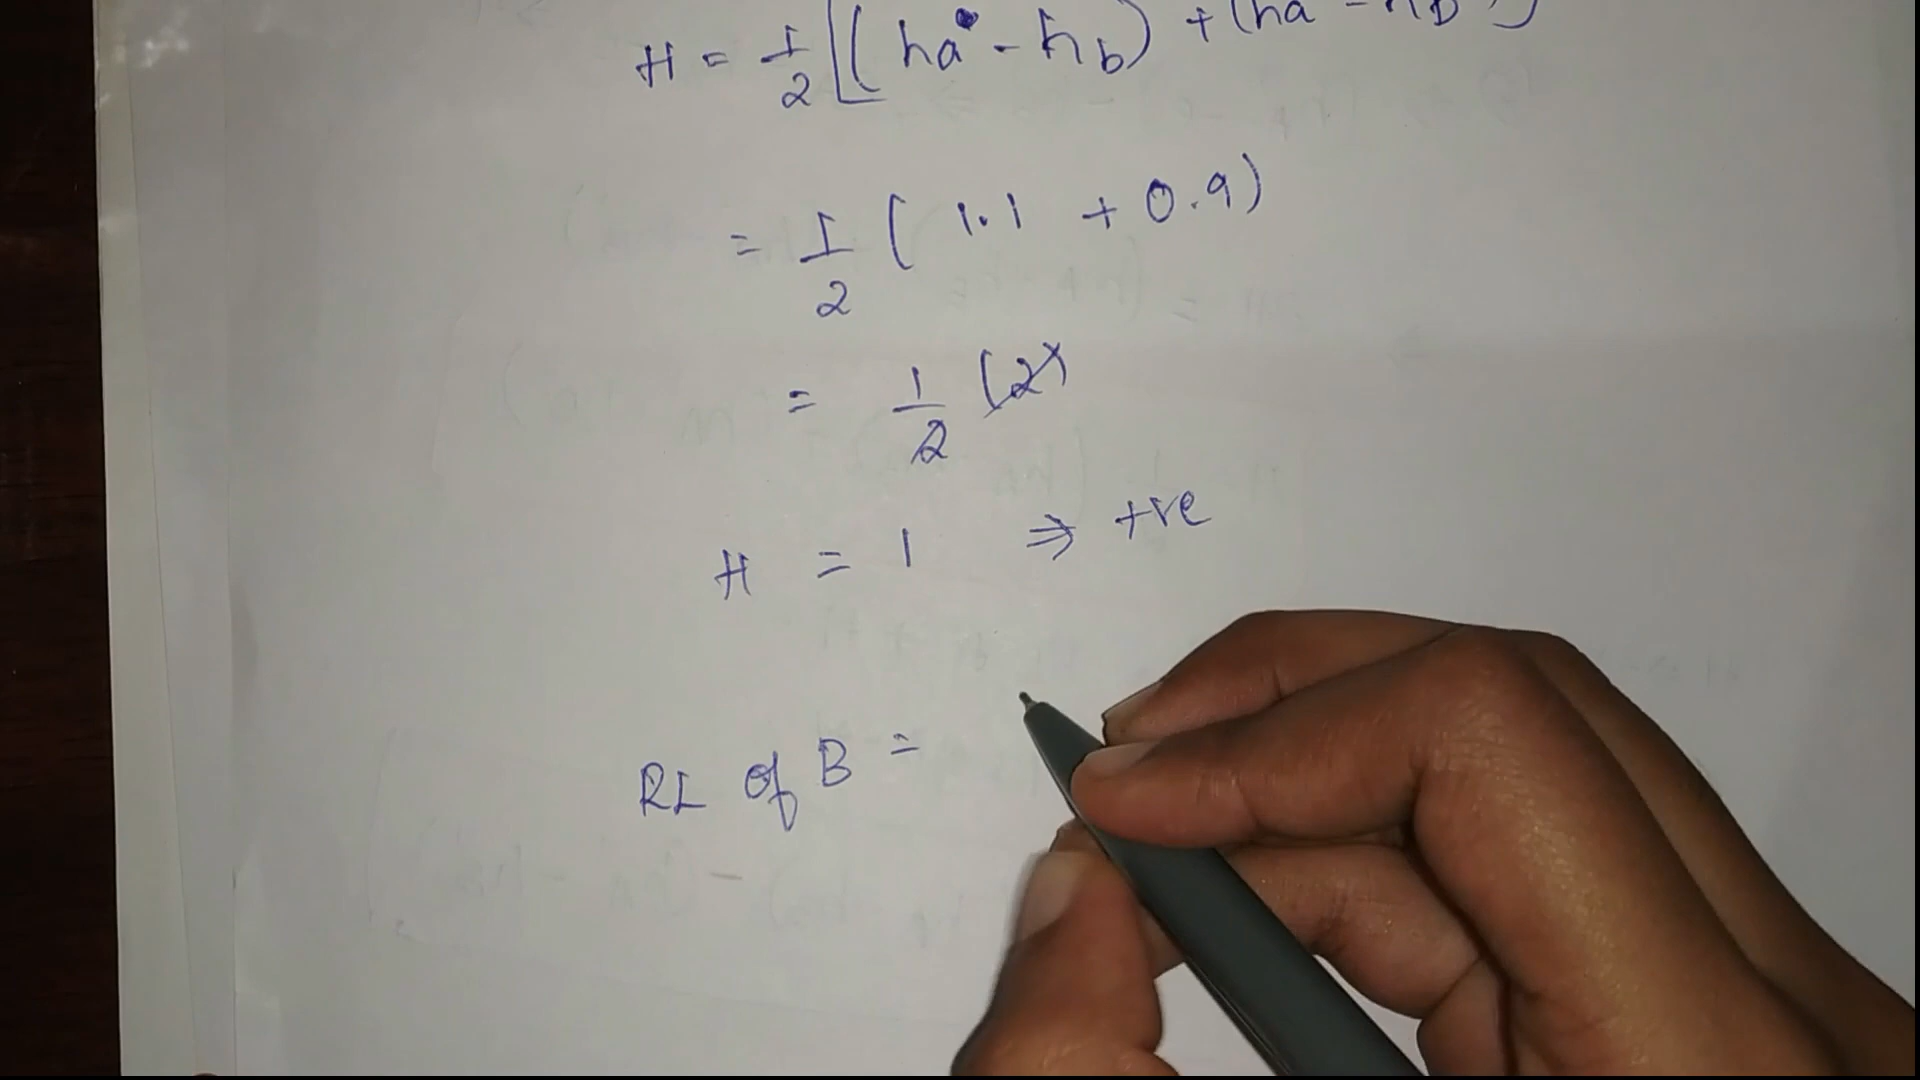 H = 1/2 [(ha - hb) + (ha' - hb')]
= 1/2 ( 1.1 + 0.9)
= 1/2 (2)
H = 1 ⇒ +ve
RL of B =